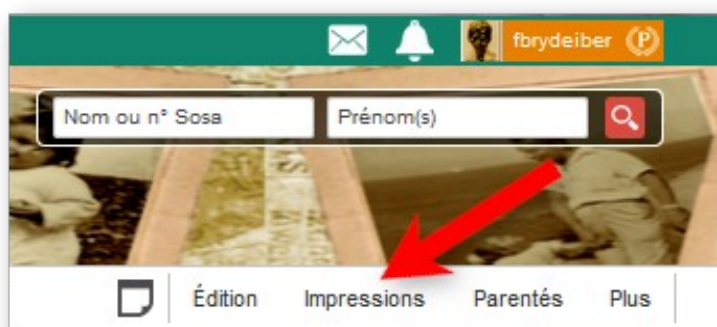 fbrydeiber P
Nom ou n° Sosa Prénom(s)
Édition Impressions Parentés Plus